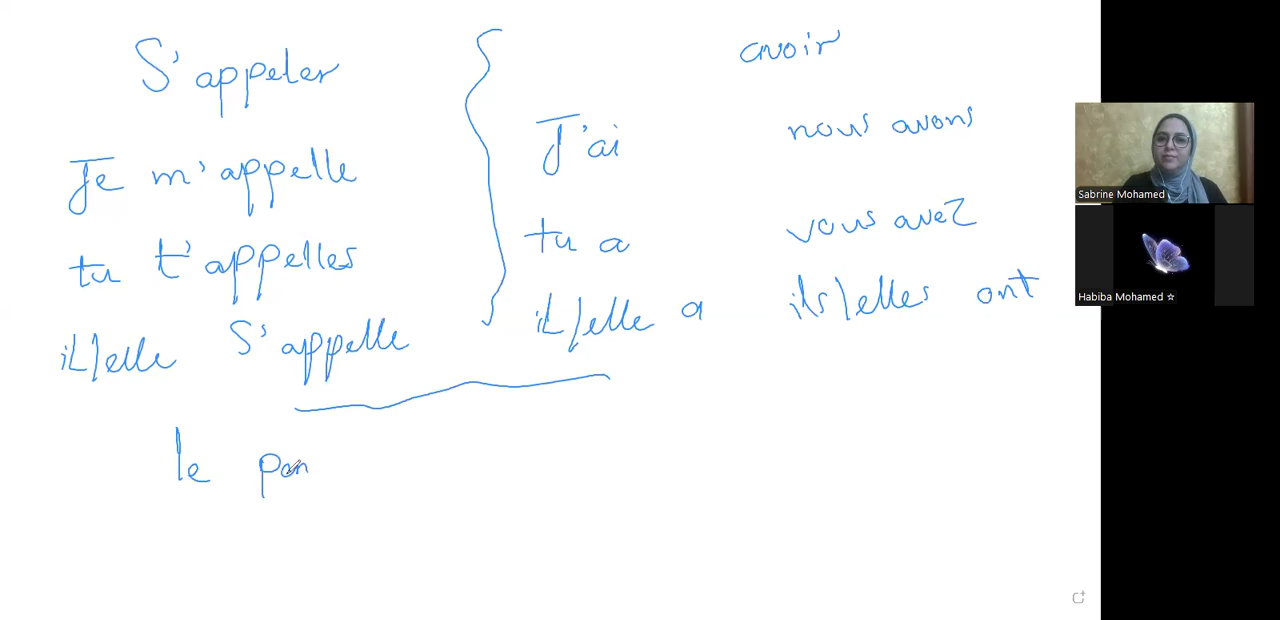 S'appeler
Je m'appelle
tu t'appelles
il/elle S'appelle
avoir
J'ai
tu a
il/elle a
nous avons
vous avez
ils/elles ont
le pon
Sabrine Mohamed
Habiba Mohamed ☆